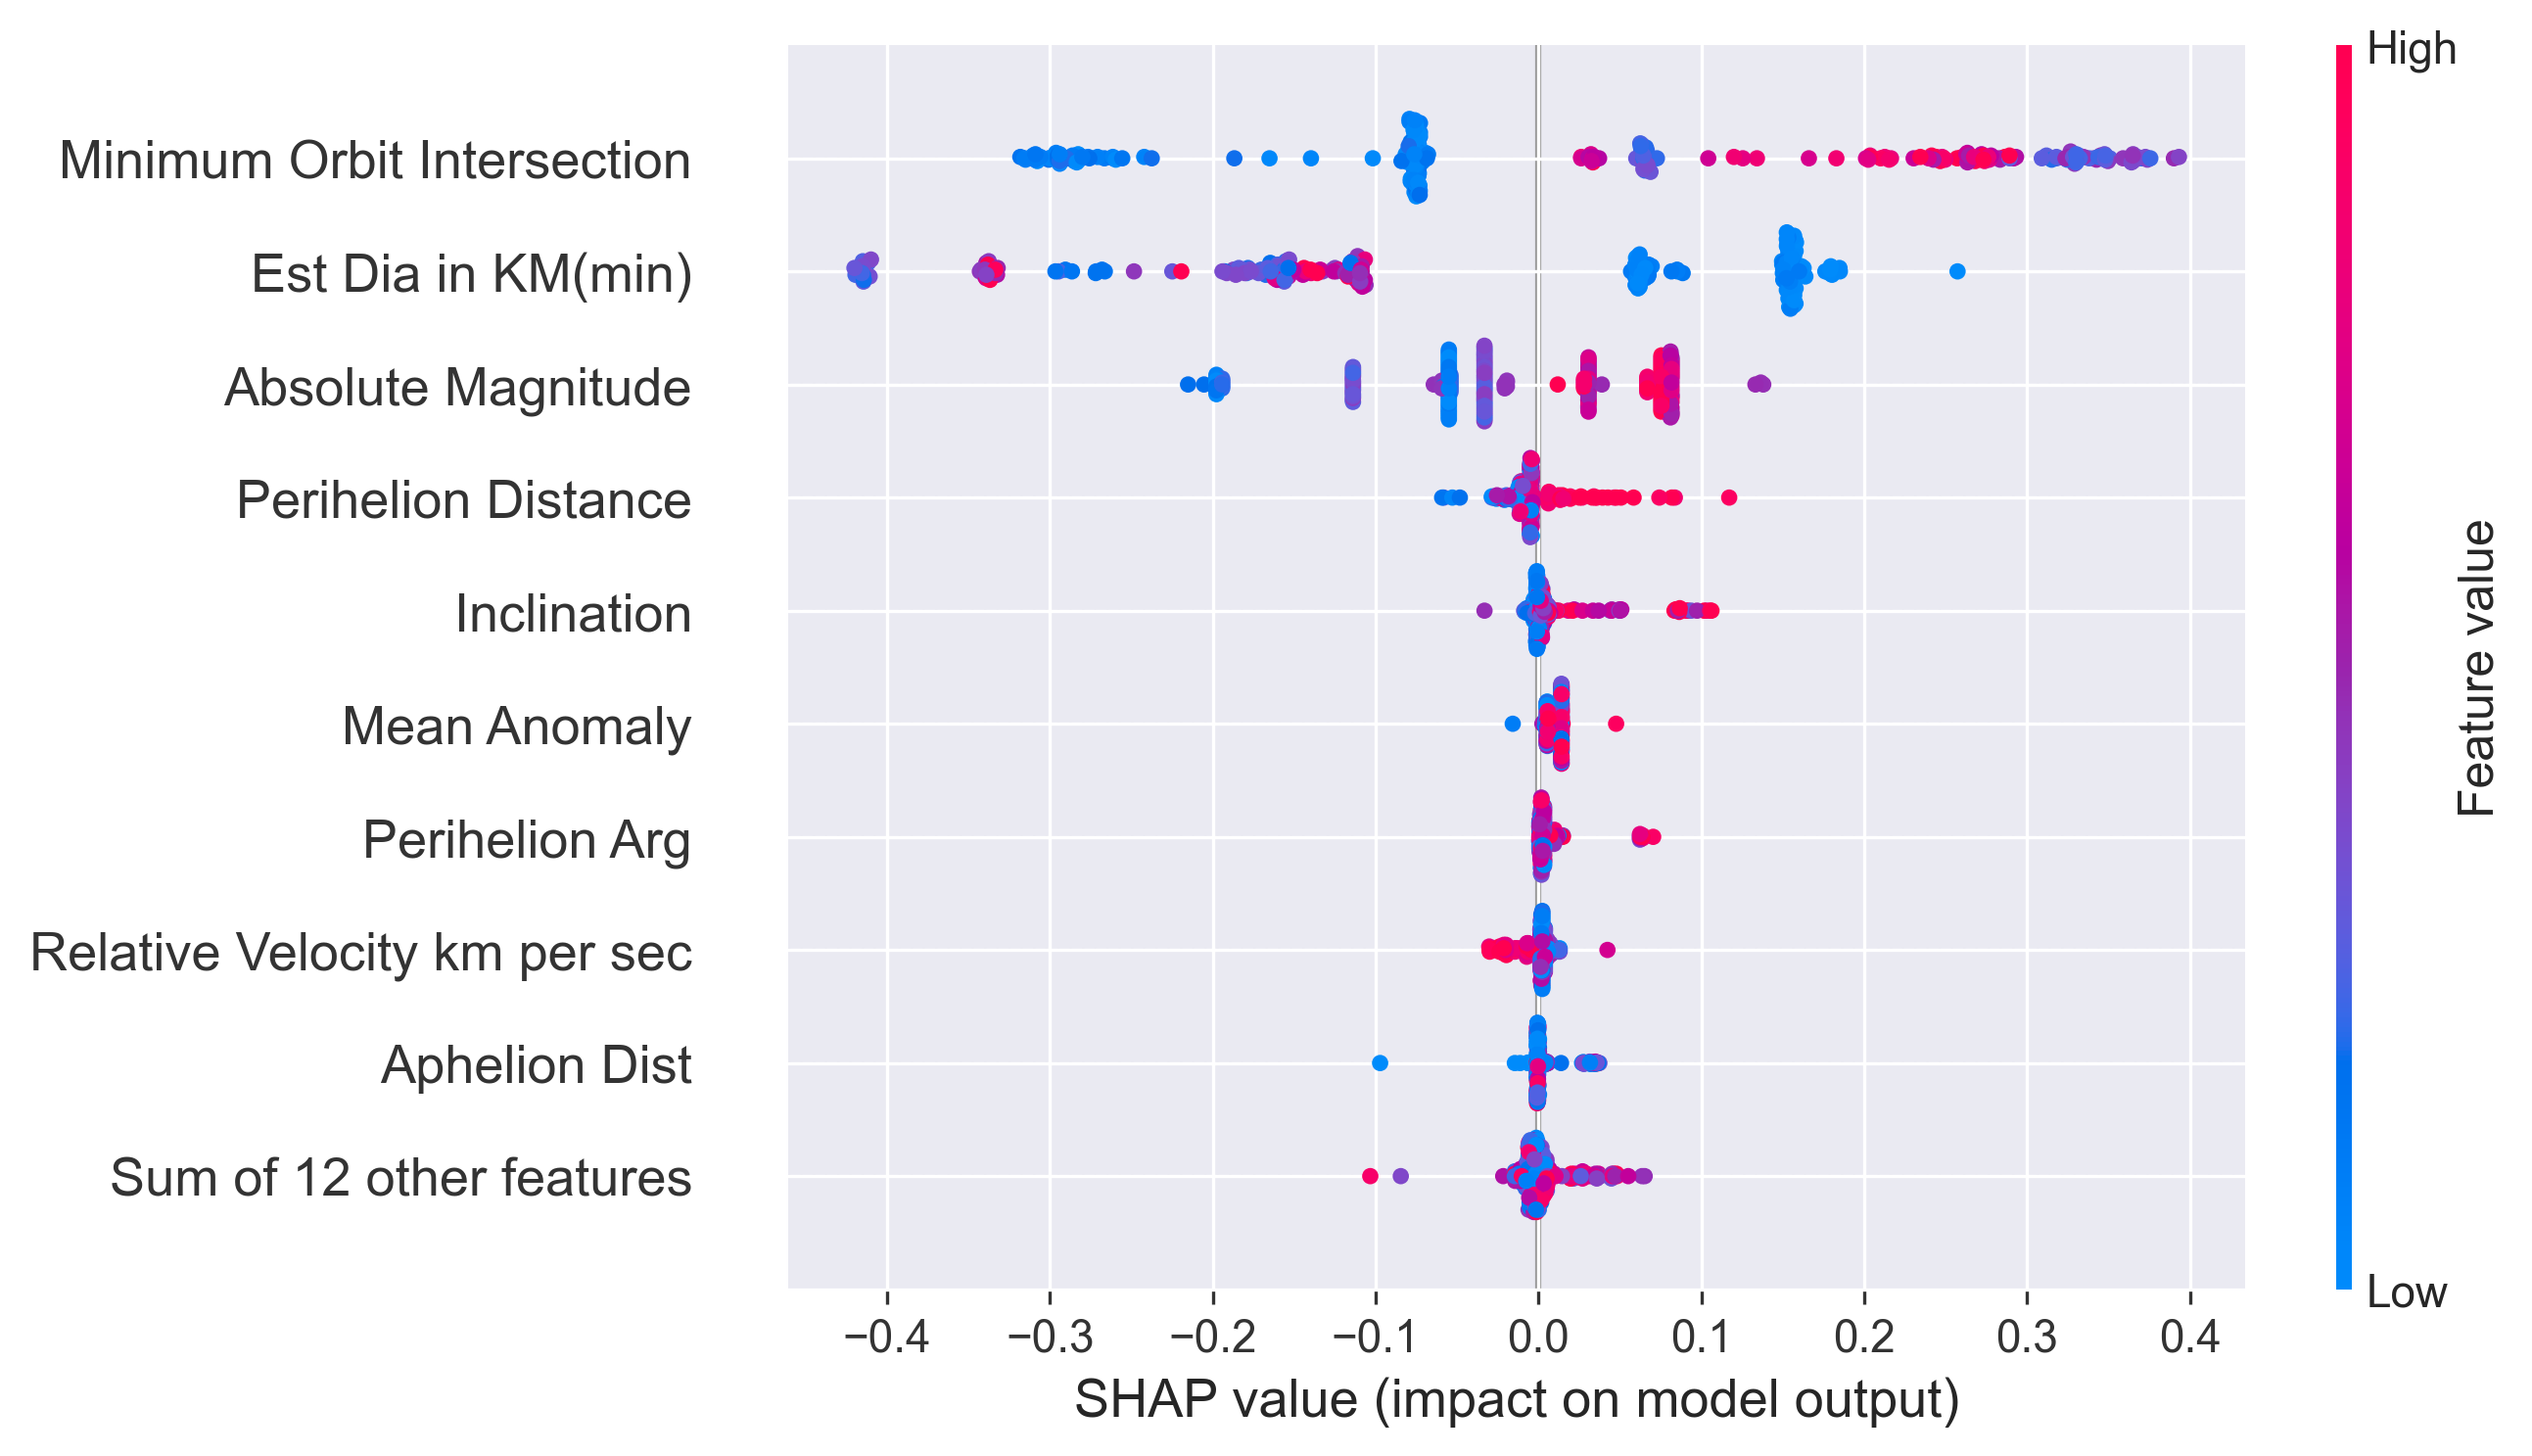 High
Minimum Orbit Intersection
Est Dia in KM(min)
Absolute Magnitude
Perihelion Distance
Inclination
Mean Anomaly
Perihelion Arg
Relative Velocity km per sec
Aphelion Dist
Sum of 12 other features
Feature value
Low
−0.4 −0.3 −0.2 −0.1 0.0 0.1 0.2 0.3 0.4
SHAP value (impact on model output)